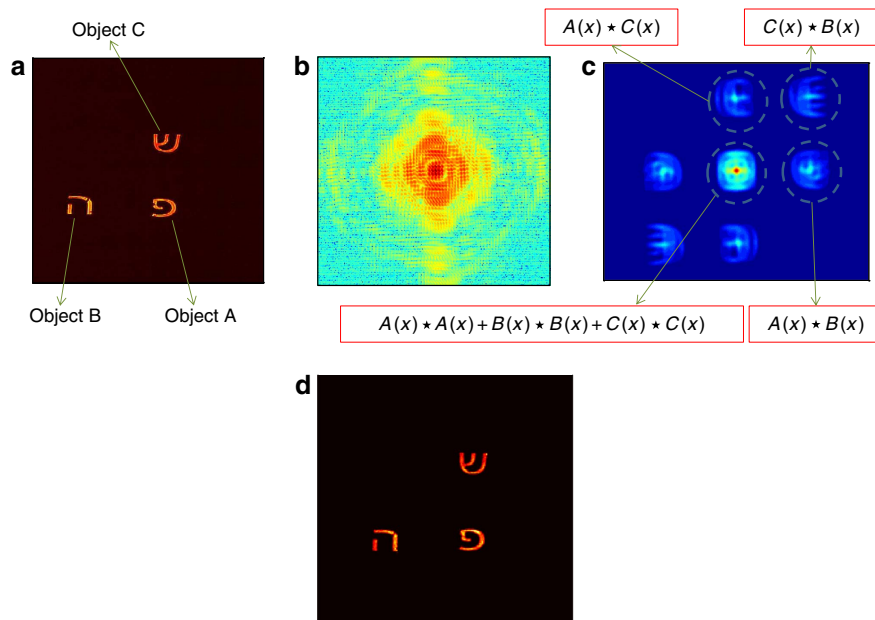 Object C
A(x) ⋆ C(x)
C(x) ⋆ B(x)
a
b
c
ש
ה
פ
Object B
Object A
A(x) ⋆ A(x) + B(x) ⋆ B(x) + C(x) ⋆ C(x)
A(x) ⋆ B(x)
d
ש
ה
פ